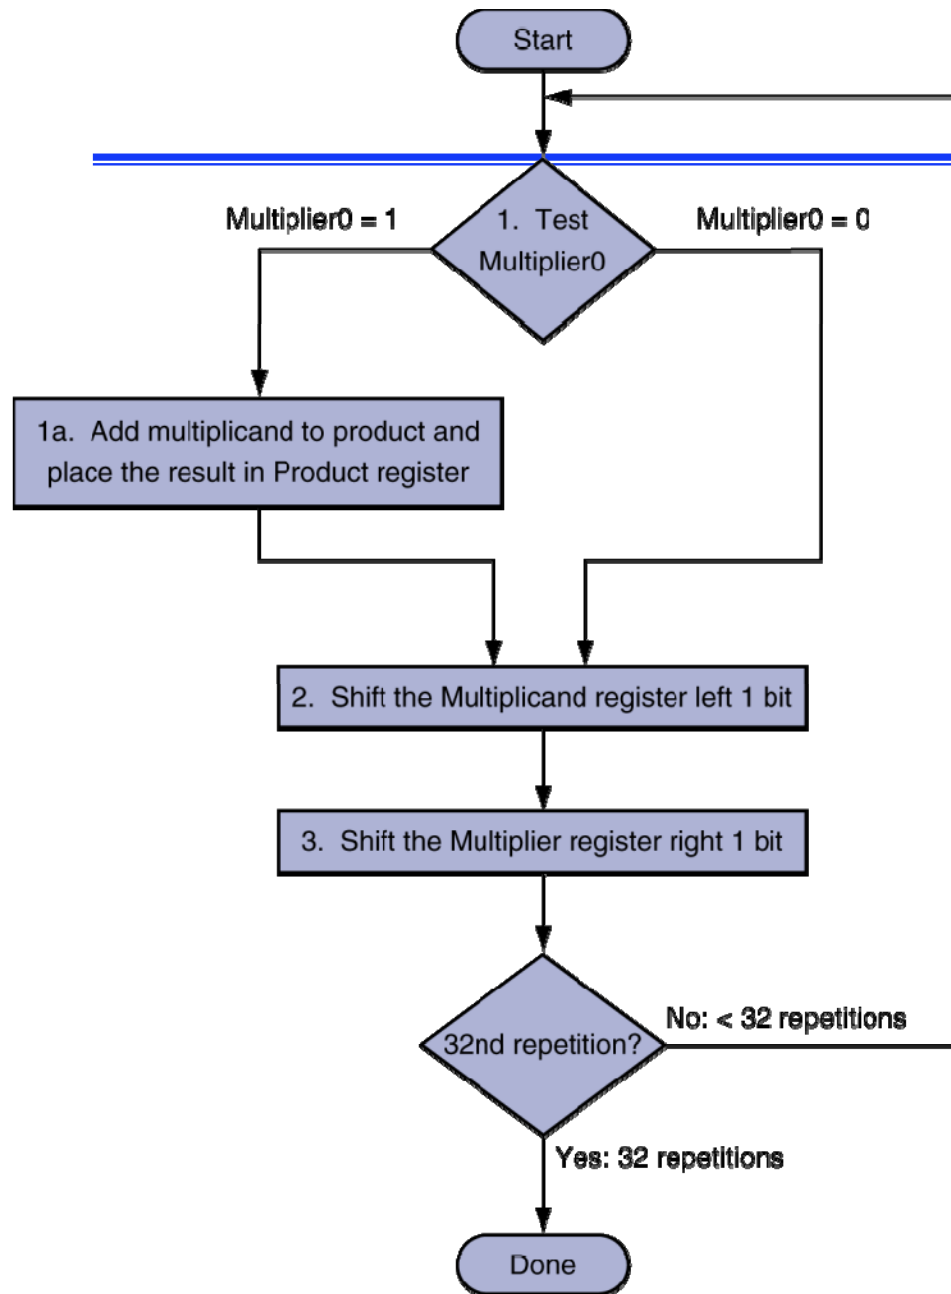 Start
Multiplier0 = 1
1. Test
Multiplier0
Multiplier0 = 0
1a. Add multiplicand to product and
place the result in Product register
2. Shift the Multiplicand register left 1 bit
3. Shift the Multiplier register right 1 bit
32nd repetition?
No: < 32 repetitions
Yes: 32 repetitions
Done